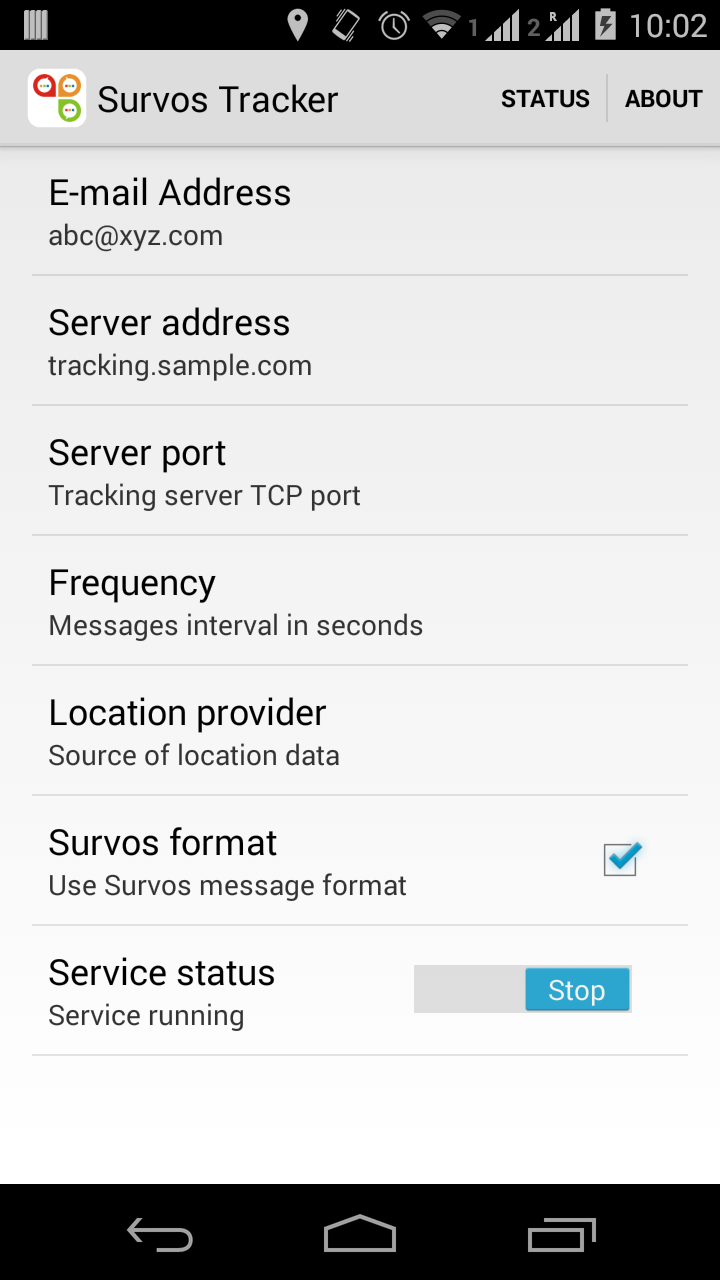 1 2 R 10:02
Survos Tracker STATUS ABOUT
E-mail Address
abc@xyz.com
Server address
tracking.sample.com
Server port
Tracking server TCP port
Frequency
Messages interval in seconds
Location provider
Source of location data
Survos format
Use Survos message format
Service status
Service running
Stop